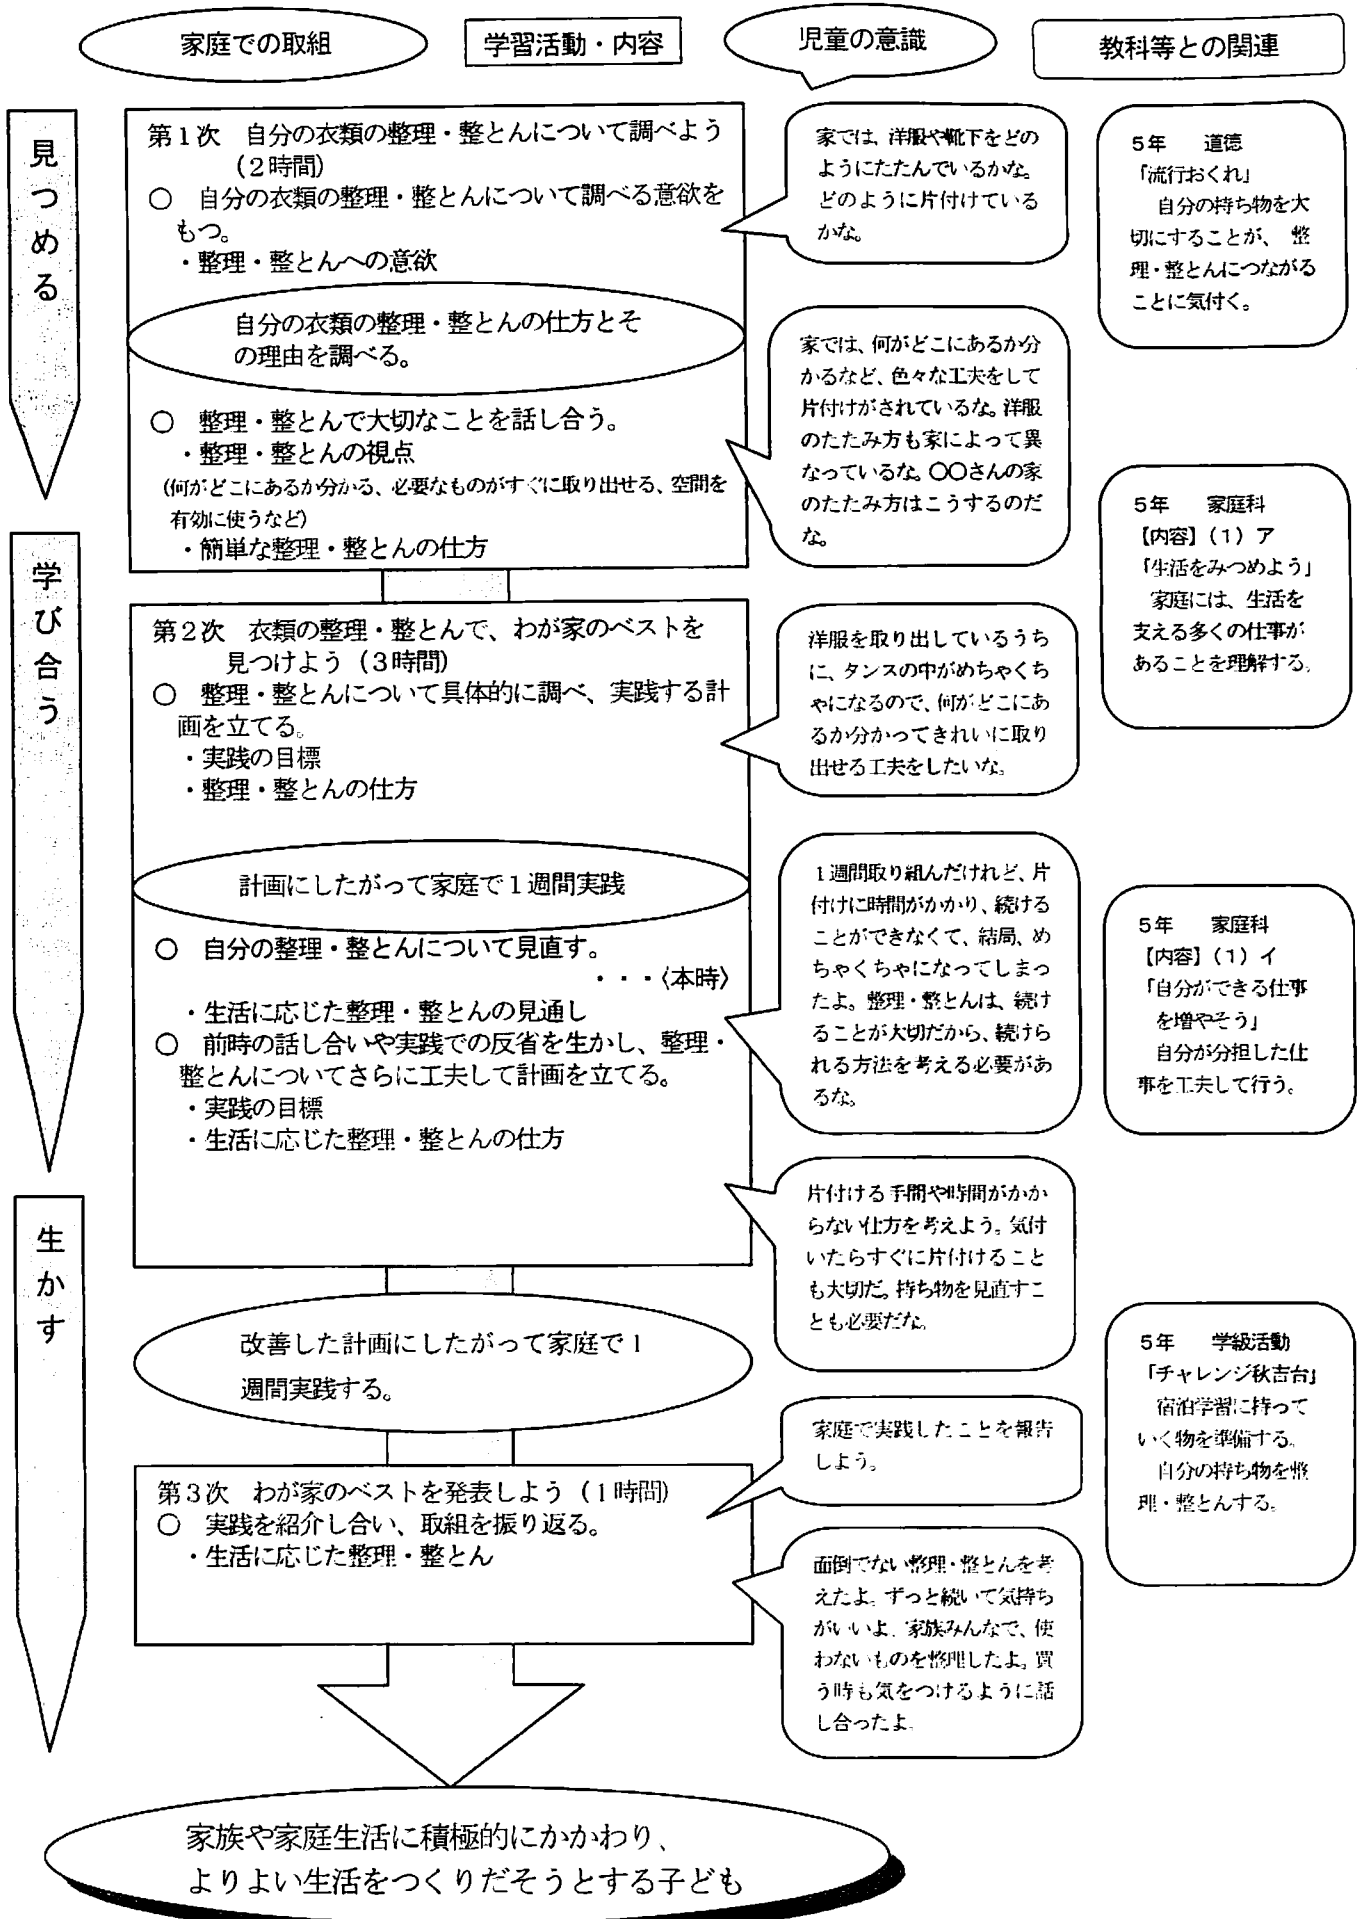 家庭での取組
学習活動・内容
児童の意識
教科等との関連
見つめる
学び合う
生かす
第1次 自分の衣類の整理・整とんについて調べよう
(2時間)
○ 自分の衣類の整理・整とんについて調べる意欲を
もつ。
・整理・整とんへの意欲
自分の衣類の整理・整とんの仕方とそ
の理由を調べる。
○ 整理・整とんで大切なことを話し合う。
・整理・整とんの視点
(何がどこにあるか分かる、必要なものがすぐに取り出せる、空間を
有効に使うなど)
・簡単な整理・整とんの仕方
第2次 衣類の整理・整とんで、わが家のベストを
見つけよう(3時間)
○ 整理・整とんについて具体的に調べ、実践する計
画を立てる。
・実践の目標
・整理・整とんの仕方
計画にしたがって家庭で1週間実践
○ 自分の整理・整とんについて見直す。
・・・〈本時〉
・生活に応じた整理・整とんの見通し
○ 前時の話し合いや実践での反省を生かし、整理・
整とんについてさらに工夫して計画を立てる。
・実践の目標
・生活に応じた整理・整とんの仕方
改善した計画にしたがって家庭で1
週間実践する。
第3次 わが家のベストを発表しよう(1時間)
○ 実践を紹介し合い、取組を振り返る。
・生活に応じた整理・整とん
家族や家庭生活に積極的にかかわり、
よりよい生活をつくりだそうとする子ども
家では、洋服や靴下をどの
ようにたたんでいるかな。
どのように片付けている
かな。
家では、何がどこにあるか分
かるなど、色々な工夫をして
片付けがされているな。洋服
のたたみ方も家によって異
なっているな。〇〇さんの家
のたたみ方はこうするのだ
な。
洋服を取り出しているうち
に、タンスの中がめちゃくち
ゃになるので、何がどこにあ
るか分かってきれいに取り
出せる工夫をしたいな。
1週間取り組んだけれど、片
付けに時間がかかり、続ける
ことができなくて、結局、め
ちゃくちゃになってしまっ
たよ。整理・整とんは、続け
ることが大切だから、続けら
れる方法を考える必要があ
るな。
片付ける手間や時間がかか
らない仕方を考えよう。気付
いたらすぐに片付けること
も大切だ。持ち物を見直すこ
とも必要だな。
家庭で実践したことを報告
しよう。
面倒でない整理・整とんを考
えたよ。ずっと続いて気持ち
がいいよ。家族みんなで、使
わないものを整理したよ。買
う時も気をつけるように話
し合ったよ。
5年 道徳
「流行おくれ」
自分の持ち物を大
切にすることが、整
理・整とんにつながる
ことに気付く。
5年 家庭科
【内容】(1)ア
「生活をみつめよう」
家庭には、生活を
支える多くの仕事が
あることを理解する。
5年 家庭科
【内容】(1)イ
「自分ができる仕事
を増やそう」
自分が分担した仕
事を工夫して行う。
5年 学級活動
「チャレンジ秋吉台」
宿泊学習に持って
いく物を準備する。
自分の持ち物を整
理・整とんする。